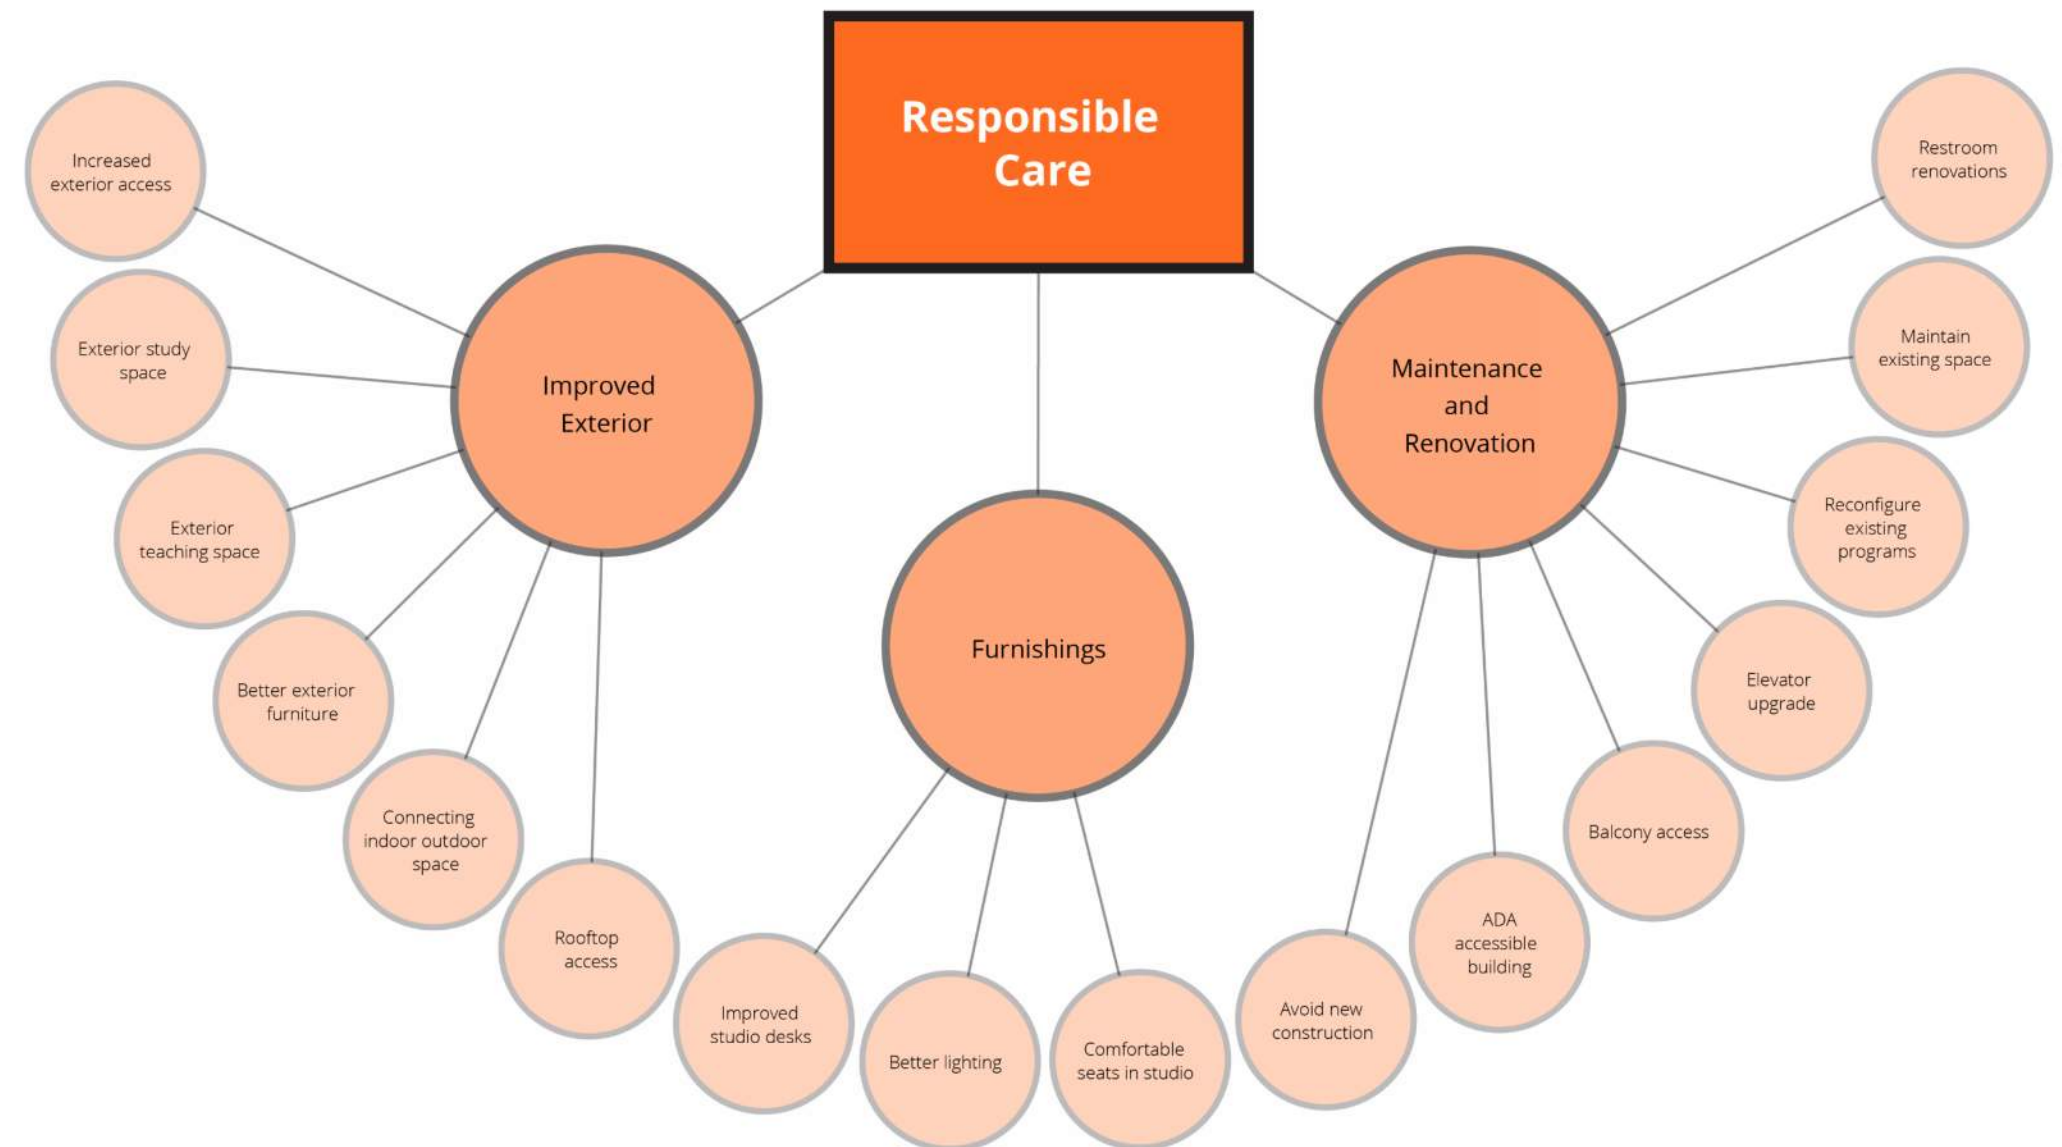 Responsible
Care
Improved
Exterior
Increased
exterior access
Exterior study
space
Exterior
teaching space
Better exterior
furniture
Connecting
indoor outdoor
space
Rooftop
access
Furnishings
Improved
studio desks
Better lighting
Comfortable
seats in studio
Maintenance
and
Renovation
Restroom
renovations
Maintain
existing space
Reconfigure
existing
programs
Elevator
upgrade
Balcony access
ADA
accessible
building
Avoid new
construction